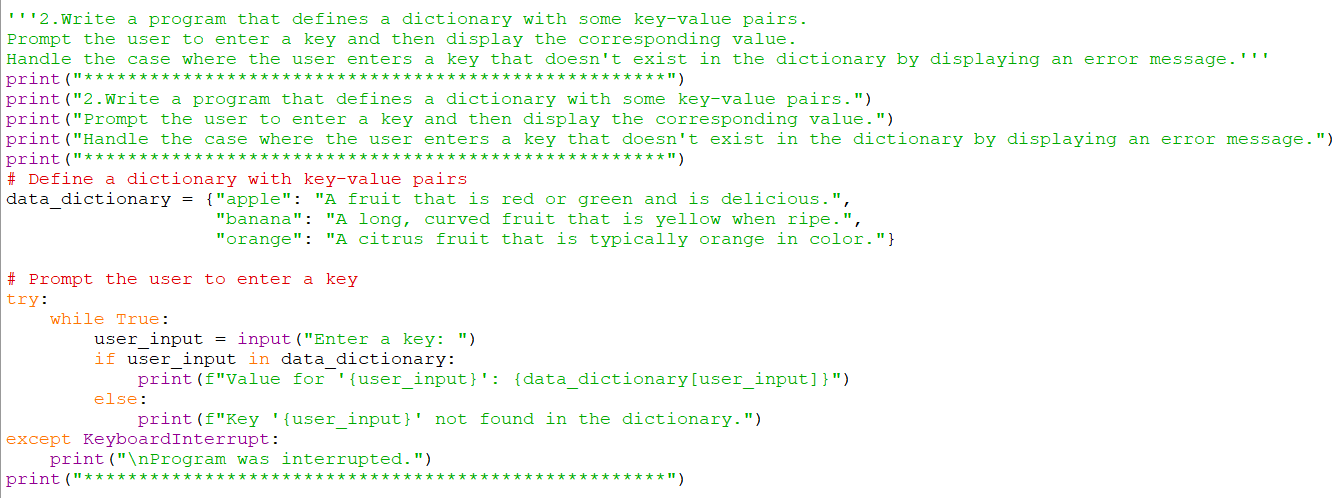 '''2.Write a program that defines a dictionary with some key-value pairs.
Prompt the user to enter a key and then display the corresponding value.
Handle the case where the user enters a key that doesn't exist in the dictionary by displaying an error message.'''
print("*****************************************************")
print("2.Write a program that defines a dictionary with some key-value pairs.")
print("Prompt the user to enter a key and then display the corresponding value.")
print("Handle the case where the user enters a key that doesn't exist in the dictionary by displaying an error message.")
print("*****************************************************")
# Define a dictionary with key-value pairs
data_dictionary = {"apple": "A fruit that is red or green and is delicious.",
                   "banana": "A long, curved fruit that is yellow when ripe.",
                   "orange": "A citrus fruit that is typically orange in color."}

# Prompt the user to enter a key
try:
    while True:
        user_input = input("Enter a key: ")
        if user_input in data_dictionary:
            print(f"Value for '{user_input}': {data_dictionary[user_input]}")
        else:
            print(f"Key '{user_input}' not found in the dictionary.")
except KeyboardInterrupt:
    print("\nProgram was interrupted.")
print("*****************************************************")